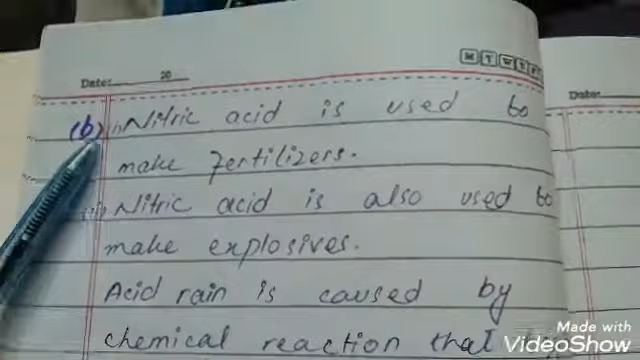 M T W T F
Date: 20
Date:
(b) i) Nitric acid is used to
make fertilizers.
(ii) Nitric acid is also used to
make explosives.
Acid rain is caused by
chemical reaction that
Made with
VideoShow